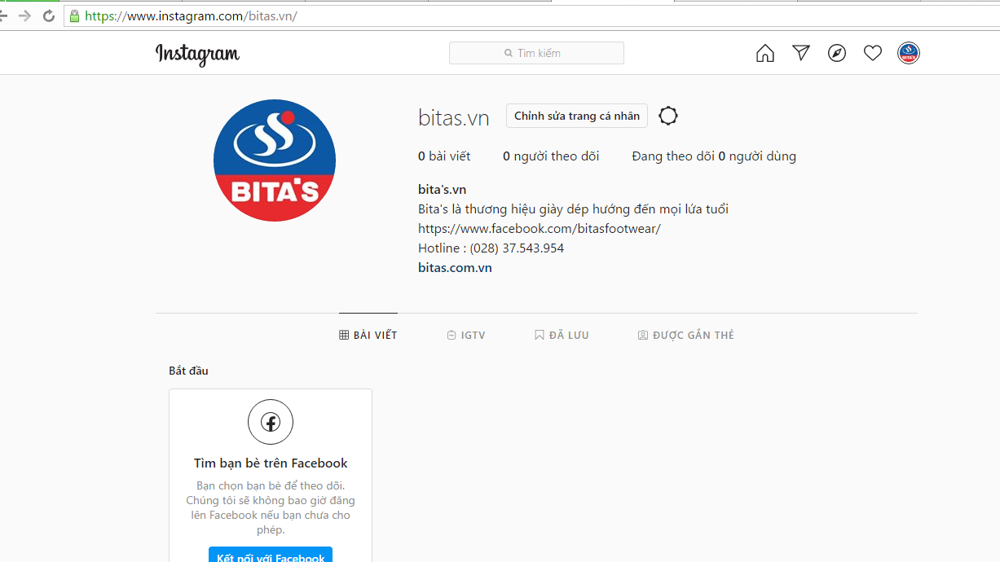 https://www.instagram.com/bitas.vn/
Instagram
Tìm kiếm
BITA'S
BITA'S
bitas.vn
Chỉnh sửa trang cá nhân
0 bài viết
0 người theo dõi
Đang theo dõi 0 người dùng
bita's.vn
Bita's là thương hiệu giày dép hướng đến mọi lứa tuổi
https://www.facebook.com/bitasfootwear/
Hotline : (028) 37.543.954
bitas.com.vn
BÀI VIẾT
IGTV
ĐÃ LƯU
ĐƯỢC GẮN THẺ
Bắt đầu
Tìm bạn bè trên Facebook
Bạn chọn bạn bè để theo dõi.
Chúng tôi sẽ không bao giờ đăng
lên Facebook nếu bạn chưa cho
phép.
Kết nối với Facebook